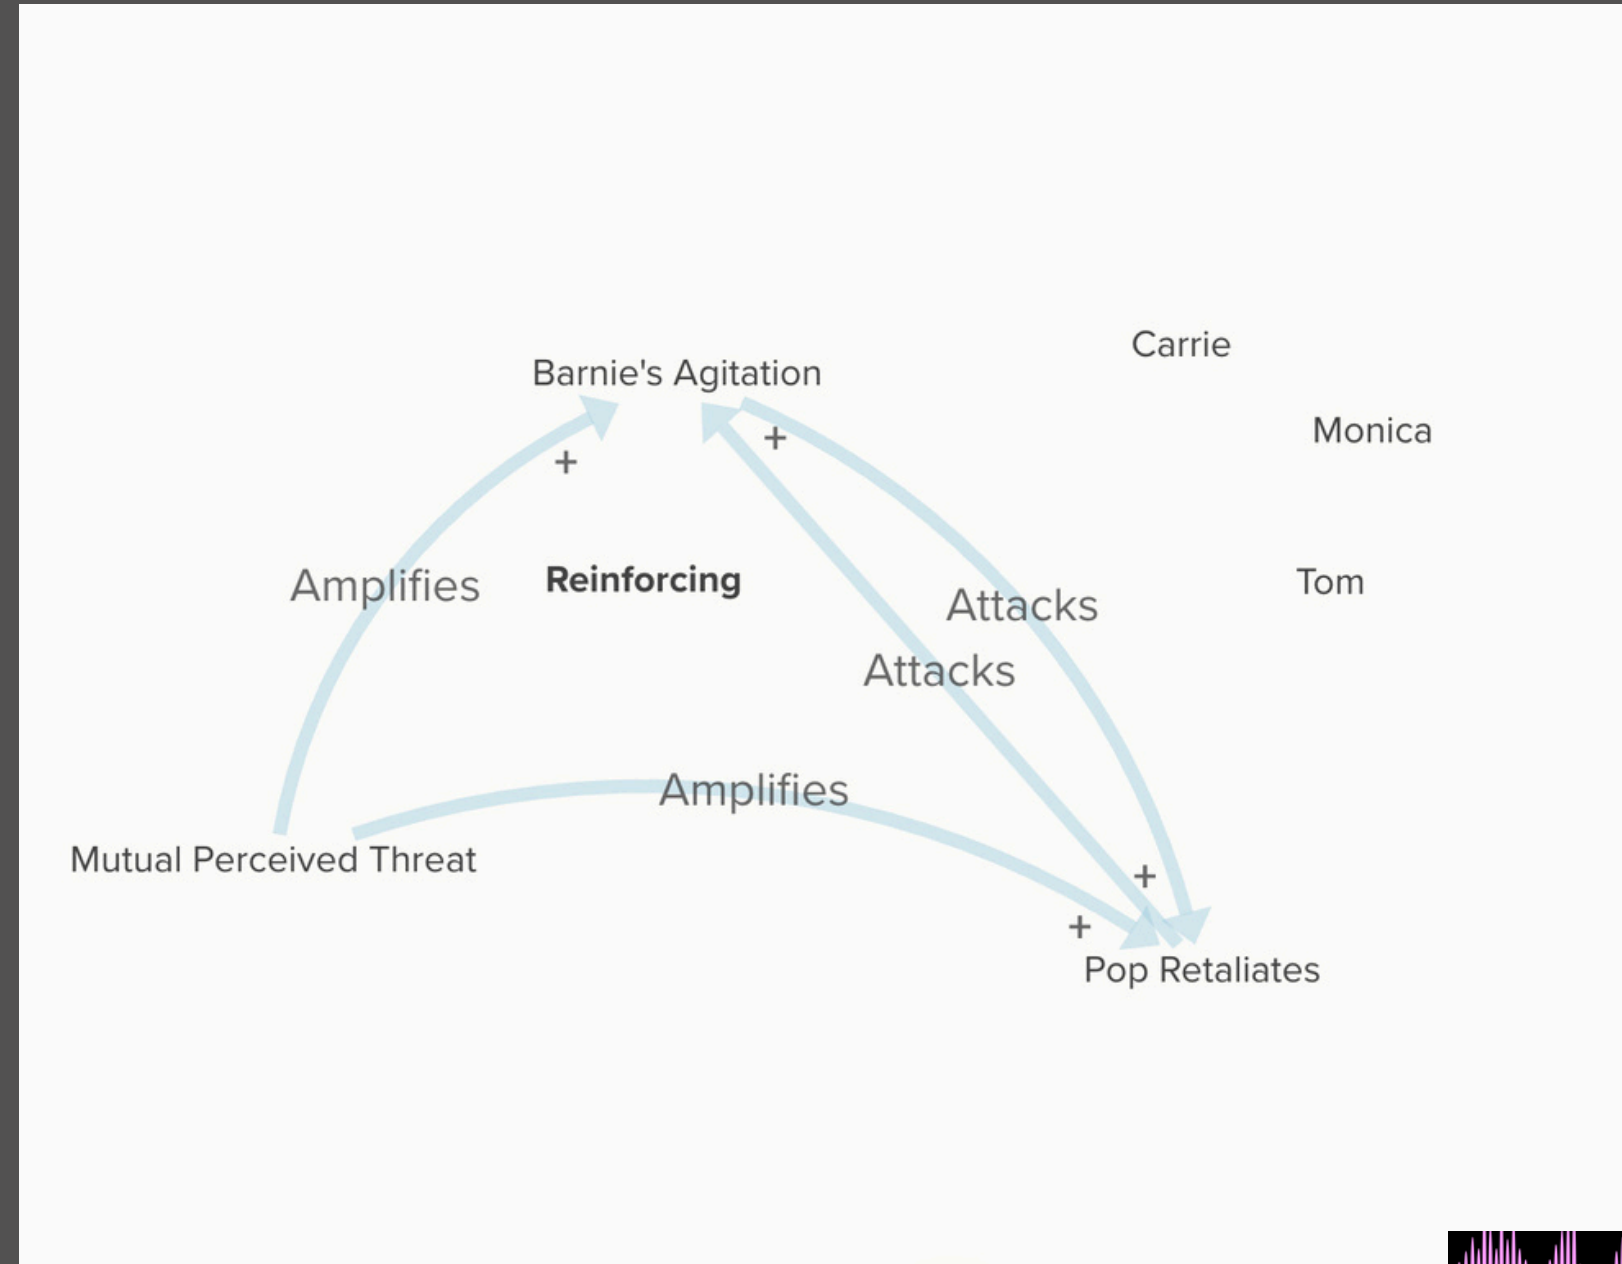 Carrie
Barnie's Agitation
Monica
+
+
Amplifies
Reinforcing
Tom
Attacks
Attacks
Amplifies
Mutual Perceived Threat
+
+
Pop Retaliates